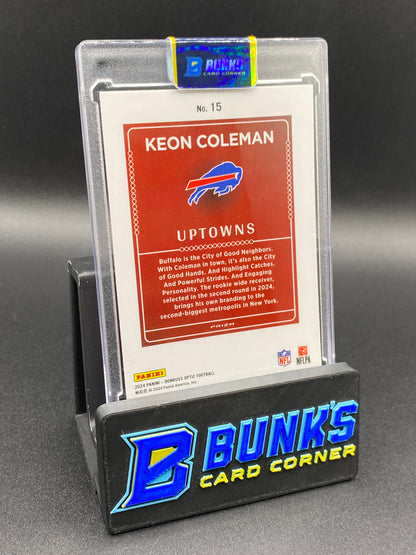 BUNK'S
CARD CORNER
No. 15
KEON COLEMAN
UPTOWNS
Buffalo is the City of Good Neighbors.
With Coleman in town, it's also the City
of Good Hands. And Highlight Catches.
And Powerful Strides. And Engaging
Personality. The rookie wide receiver,
selected in the second round in 2024,
brings his own branding to the
second-biggest metropolis in New York.
PRIZM
PANINI
2024 PANINI - DONRUSS OPTIC FOOTBALL
© 2024 Panini America, Inc.
NFL
NFLPA
B BUNK'S
CARD CORNER